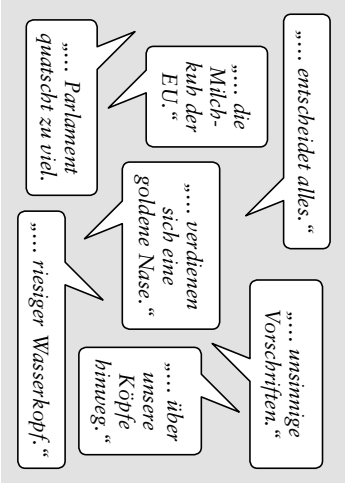 „… entscheidet alles.“
„… unsinnige
Vorschriften.“
„… die
Milch-
kuh der
EU.“
„… verdienen
sich eine
goldene Nase.“
„… über
unsere
Köpfe
hinweg.“
„… Parlament
quatscht zu viel.
„… riesiger Wasserkopf.“